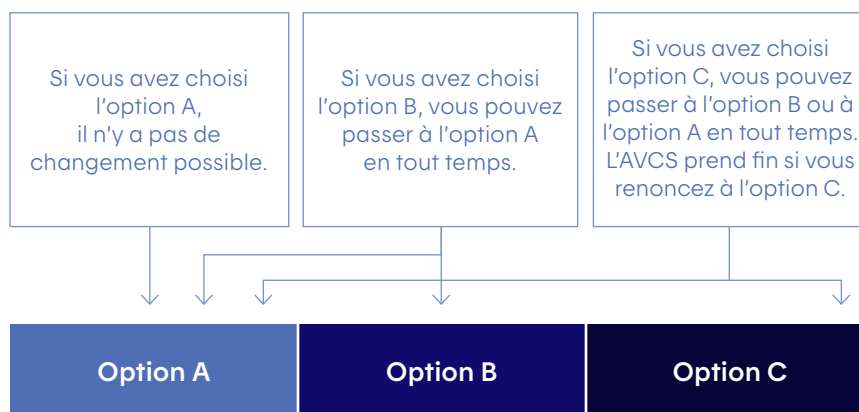 Si vous avez choisi
l'option A,
il n'y a pas de
changement possible.
Si vous avez choisi
l'option B, vous pouvez
passer à l'option A
en tout temps.
Si vous avez choisi
l'option C, vous pouvez
passer à l'option B ou à
l'option A en tout temps.
L'AVCS prend fin si vous
renoncez à l'option C.
Option A
Option B
Option C